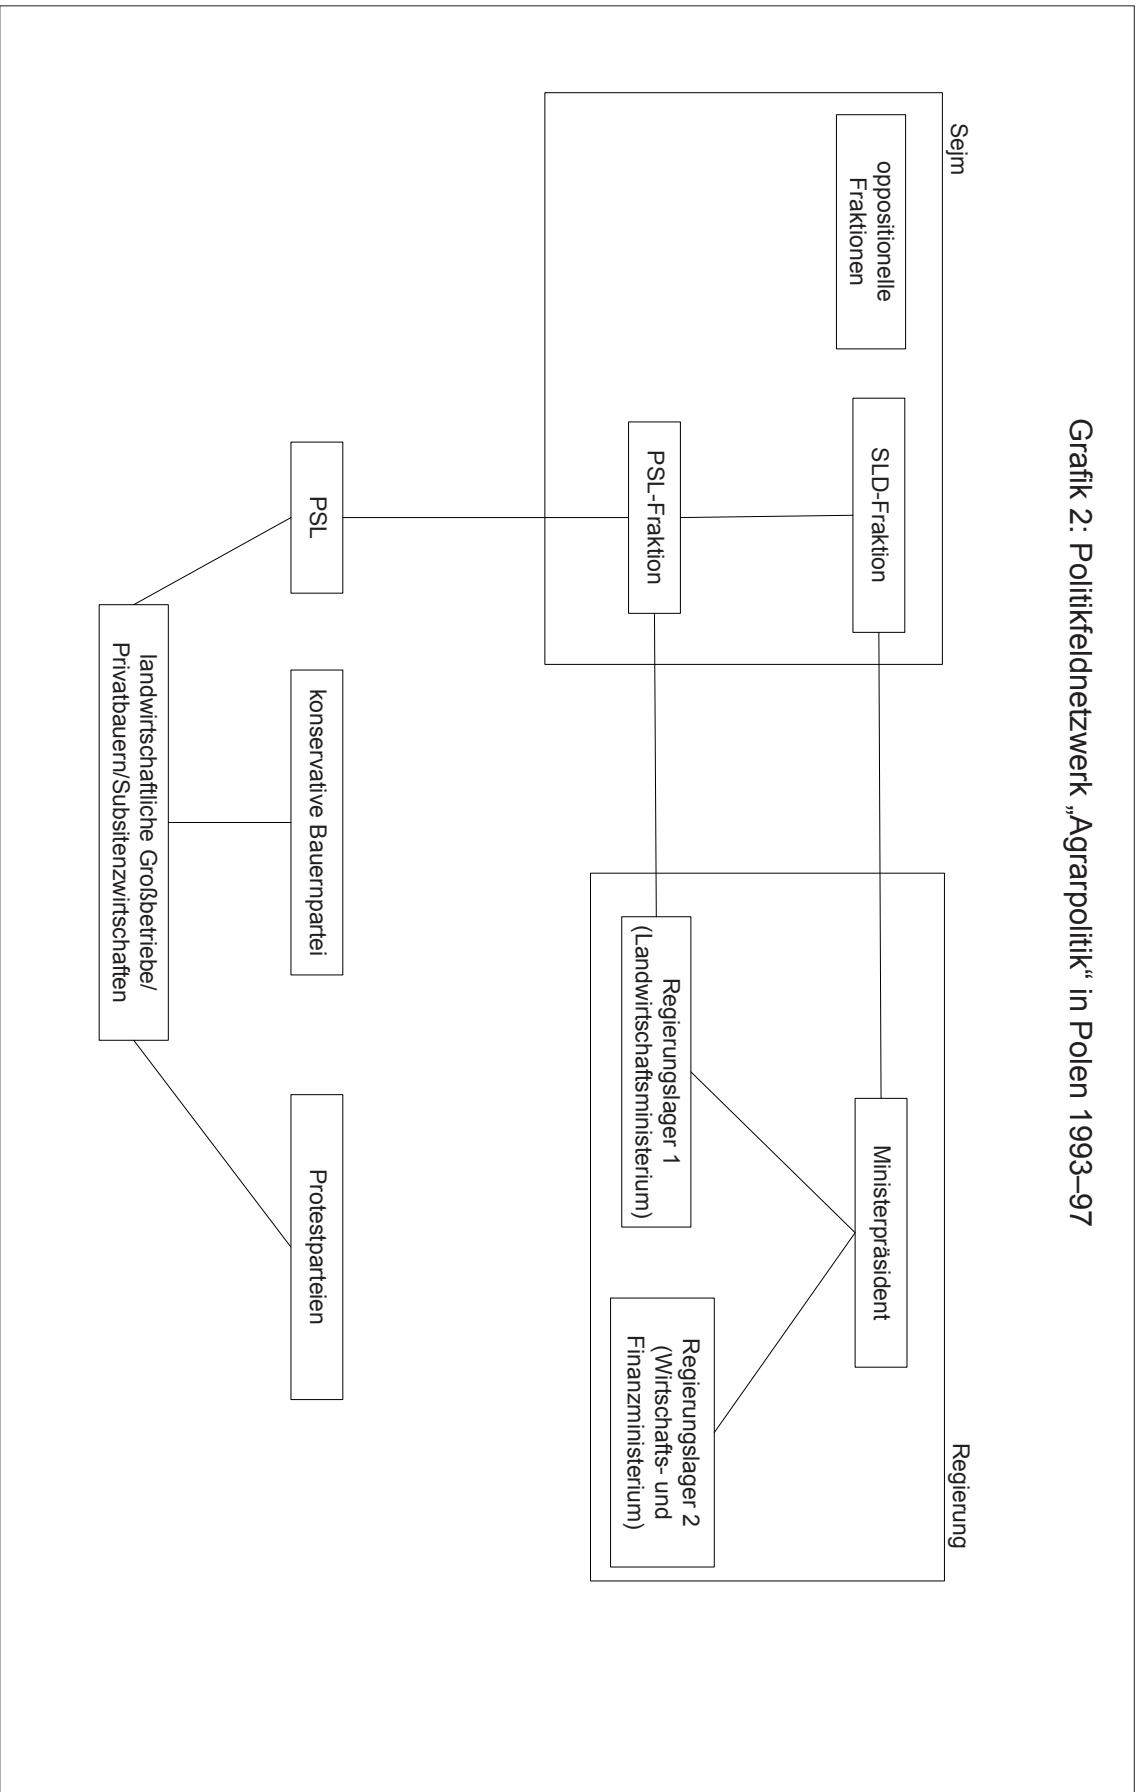 Grafik 2: Politikfeldnetzwerk „Agrarpolitik“ in Polen 1993–97
Sejm
Regierung
oppositionelle
Fraktionen
SLD-Fraktion
Ministerpräsident
PSL-Fraktion
Regierungslager 1
(Landwirtschaftsministerium)
Regierungslager 2
(Wirtschafts- und
Finanzministerium)
PSL
konservative Bauernpartei
Protestparteien
landwirtschaftliche Großbetriebe/
Privatbauern/Subsitenzwirtschaften